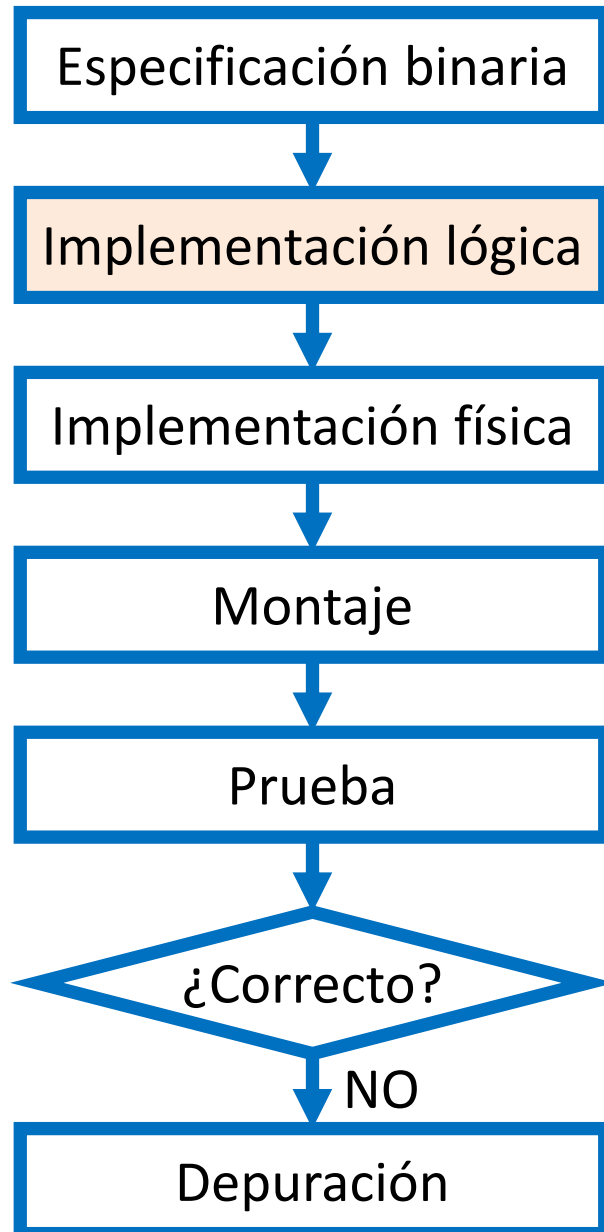 Especificación binaria
Implementación lógica
Implementación física
Montaje
Prueba
¿Correcto?
NO
Depuración